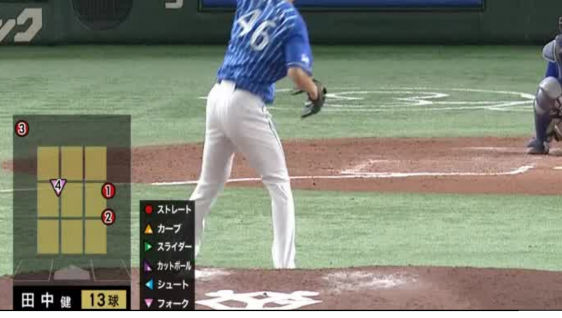 ック
46
3
4
1
2
ストレート
カーブ
スライダー
カットボール
シュート
フォーク
田中 健 13球